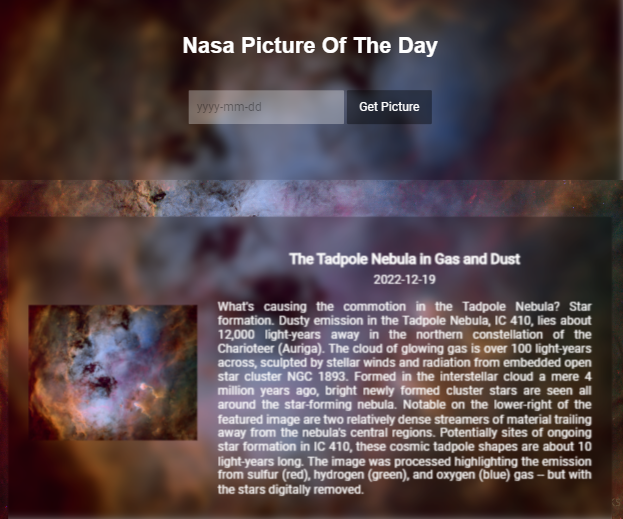 Nasa Picture Of The Day
yyyy-mm-dd
Get Picture
The Tadpole Nebula in Gas and Dust
2022-12-19
What's causing the commotion in the Tadpole Nebula? Star
formation. Dusty emission in the Tadpole Nebula, IC 410, lies about
12,000 light-years away in the northern constellation of the
Charioteer (Auriga). The cloud of glowing gas is over 100 light-years
across, sculpted by stellar winds and radiation from embedded open
star cluster NGC 1893. Formed in the interstellar cloud a mere 4
million years ago, bright newly formed cluster stars are seen all
around the star-forming nebula. Notable on the lower-right of the
featured image are two relatively dense streamers of material trailing
away from the nebula's central regions. Potentially sites of ongoing
star formation in IC 410, these cosmic tadpole shapes are about 10
light-years long. The image was processed highlighting the emission
from sulfur (red), hydrogen (green), and oxygen (blue) gas -- but with
the stars digitally removed.